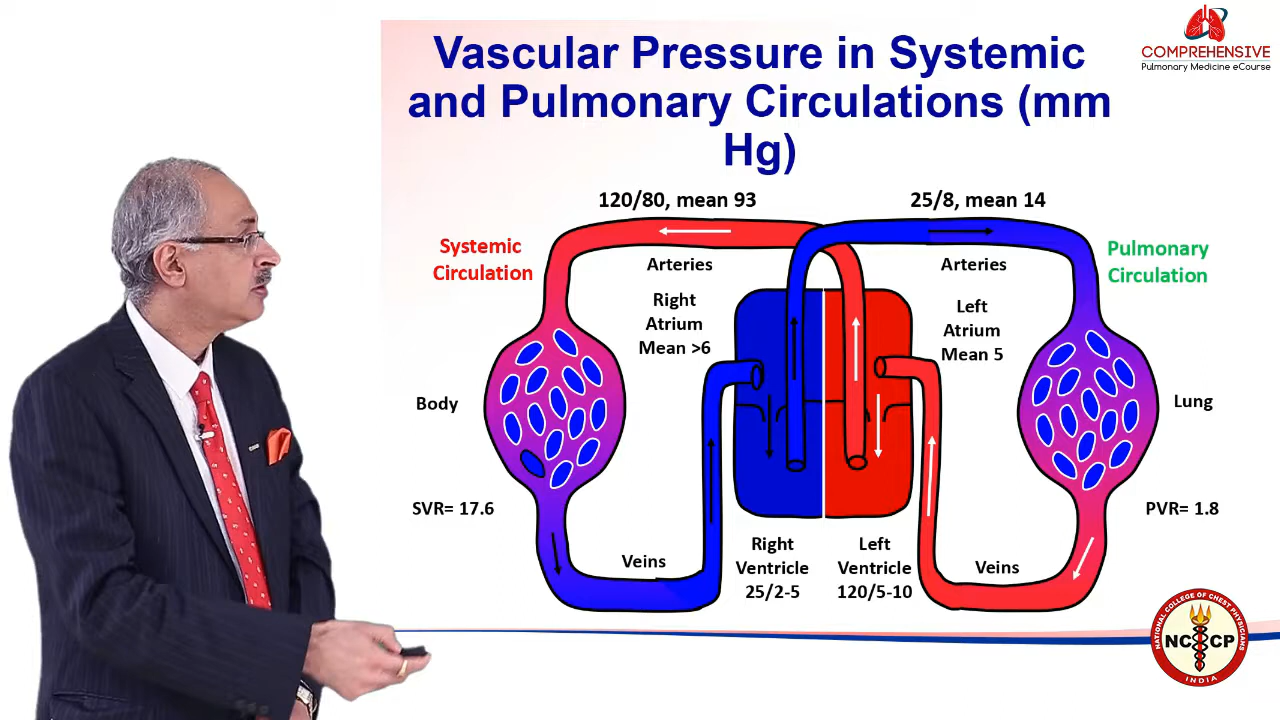 Vascular Pressure in Systemic
and Pulmonary Circulations (mm
Hg)
COMPREHENSIVE
Pulmonary Medicine eCourse
120/80, mean 93
25/8, mean 14
Systemic
Circulation
Arteries
Arteries
Pulmonary
Circulation
Right
Atrium
Mean >6
Left
Atrium
Mean 5
Body
Lung
SVR= 17.6
PVR= 1.8
Veins
Right
Ventricle
25/2-5
Left
Ventricle
120/5-10
Veins
NATIONAL COLLEGE OF CHEST PHYSICIANS
NCCP
INDIA